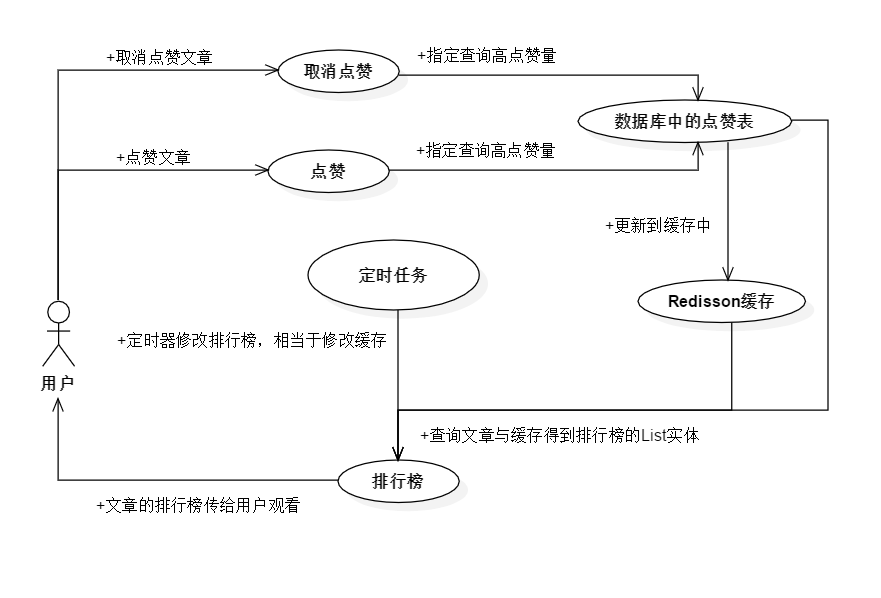 +取消点赞文章
+指定查询高点赞量
取消点赞
数据库中的点赞表
+点赞文章
+指定查询高点赞量
点赞
+更新到缓存中
定时任务
Redisson缓存
+定时器修改排行榜，相当于修改缓存
用户
+查询文章与缓存得到排行榜的List实体
排行榜
+文章的排行榜传给用户观看